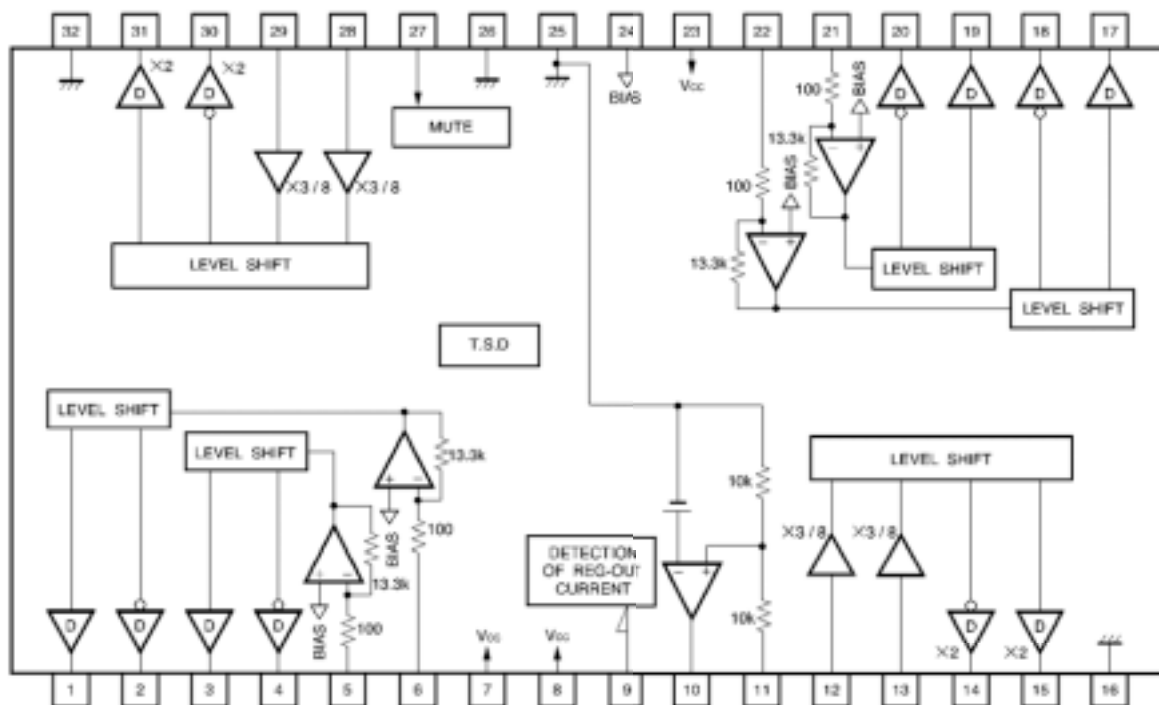 32 31 30 29 28 27 26 25 24 23 22 21 20 19 18 17
×2
×2
D
D
BIAS
Vcc
100
BIAS
D
D
D
D
MUTE
13.3k
×3/8
×3/8
100
BIAS
LEVEL SHIFT
13.3k
LEVEL SHIFT
LEVEL SHIFT
T.S.D
LEVEL SHIFT
LEVEL SHIFT
13.3k
LEVEL SHIFT
10k
100
BIAS
DETECTION
OF REG-OUT
CURRENT
×3/8
×3/8
13.3k
10k
D
D
D
D
BIAS
100
Vcc
Vcc
D
D
×2
×2
1 2 3 4 5 6 7 8 9 10 11 12 13 14 15 16